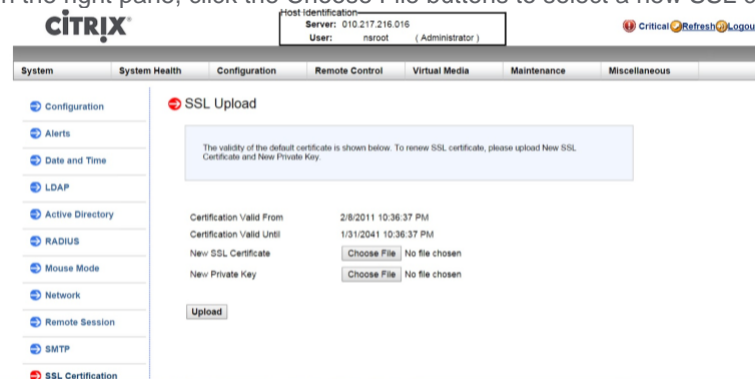 n the right pane, click the Choose File buttons to select a new SSL c
CITRIX
Host Identification
Server: 010.217.216.016
User: nsroot ( Administrator )
Critical Refresh Logou
System System Health Configuration Remote Control Virtual Media Maintenance Miscellaneous
Configuration
Alerts
Date and Time
LDAP
Active Directory
RADIUS
Mouse Mode
Network
Remote Session
SMTP
SSL Certification
SSL Upload
The validity of the default certificate is shown below. To renew SSL certificate, please upload New SSL
Certificate and New Private Key.
Certification Valid From 2/8/2011 10:36:37 PM
Certification Valid Until 1/31/2041 10:36:37 PM
New SSL Certificate Choose File No file chosen
New Private Key Choose File No file chosen
Upload